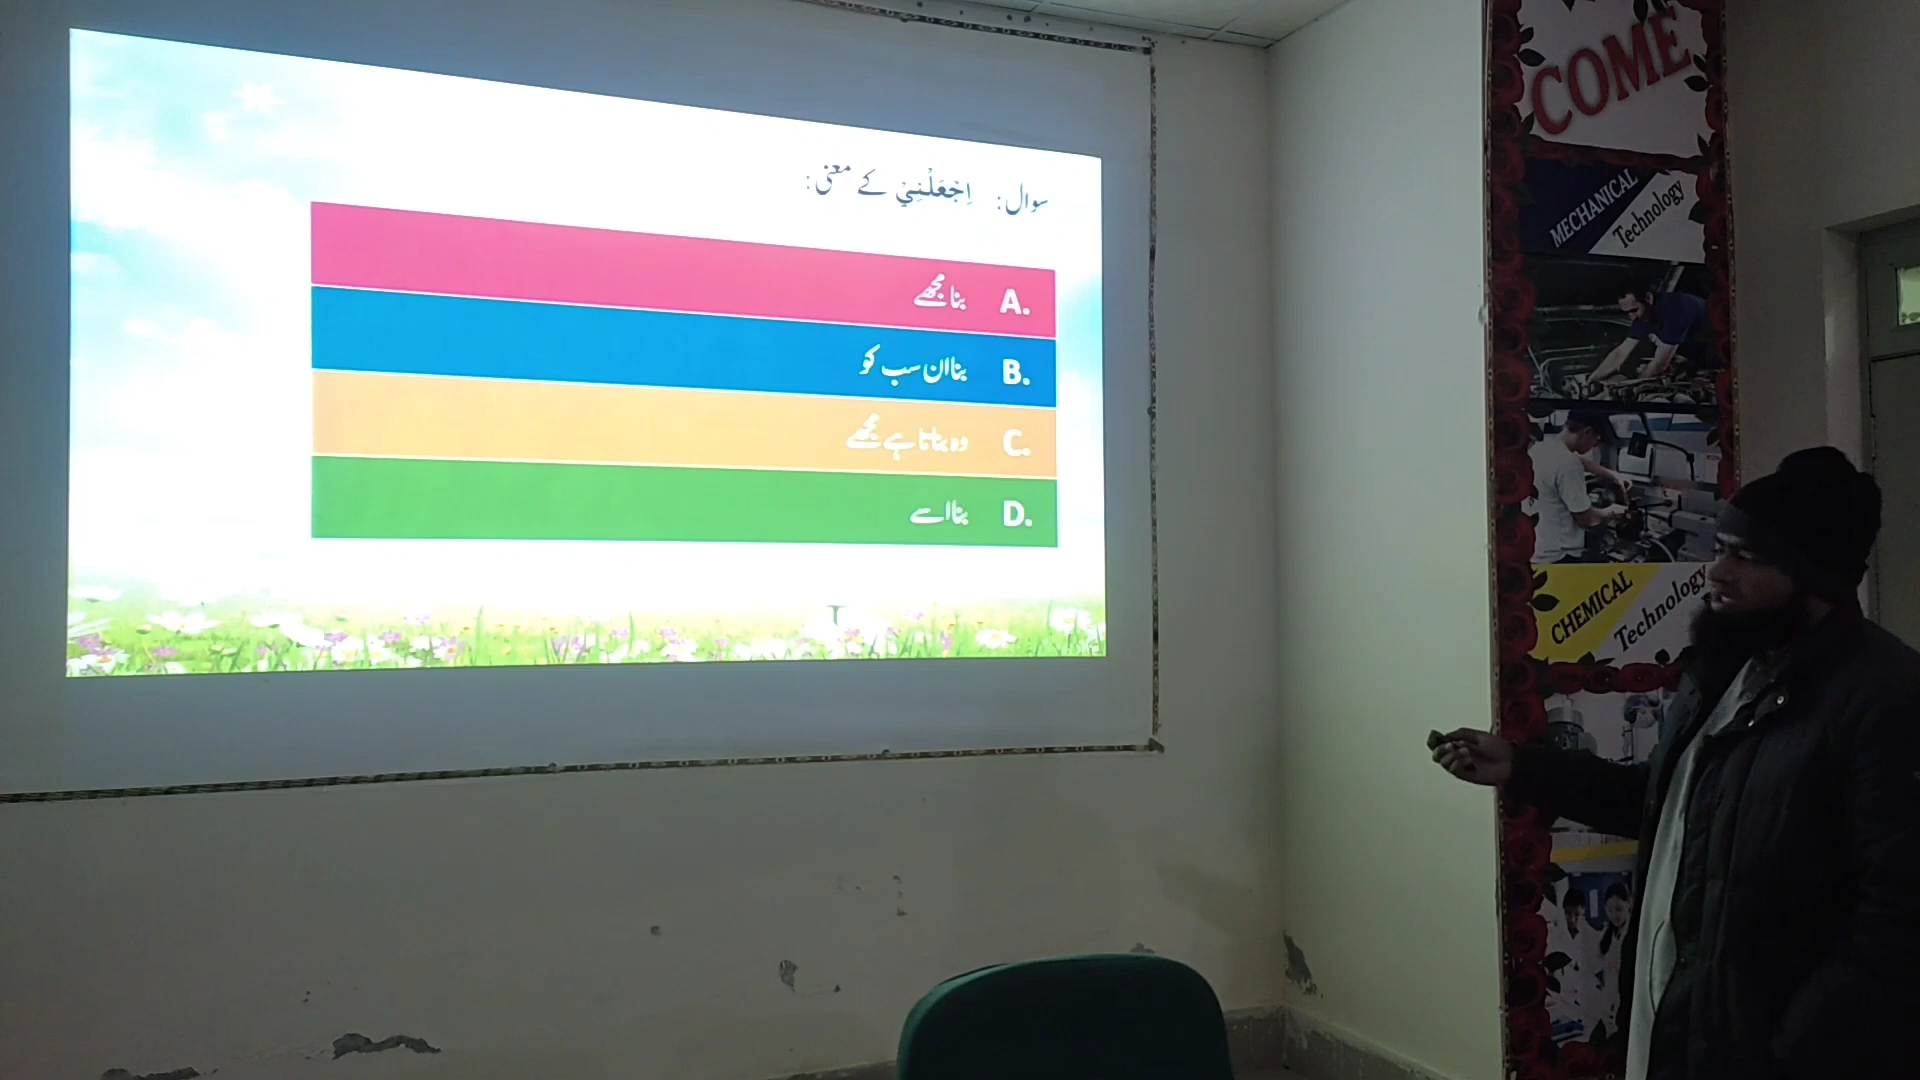 سوال: اِجْعَلْنِيْ کے معنی:
A. بنا مجھے
B. بنا ان سب کو
C. وہ بناتا ہے مجھے
D. بنا اسے
COME
MECHANICAL
Technology
CHEMICAL
Technology